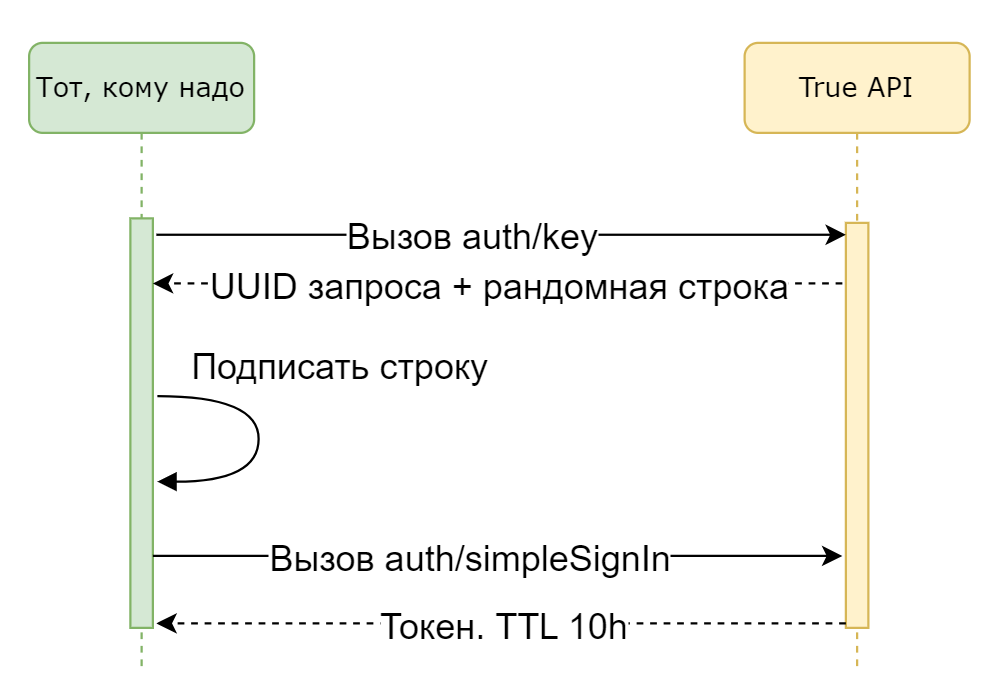 Тот, кому надо
True API
Вызов auth/key
UUID запроса + рандомная строка
Подписать строку
Вызов auth/simpleSignIn
Токен. TTL 10h